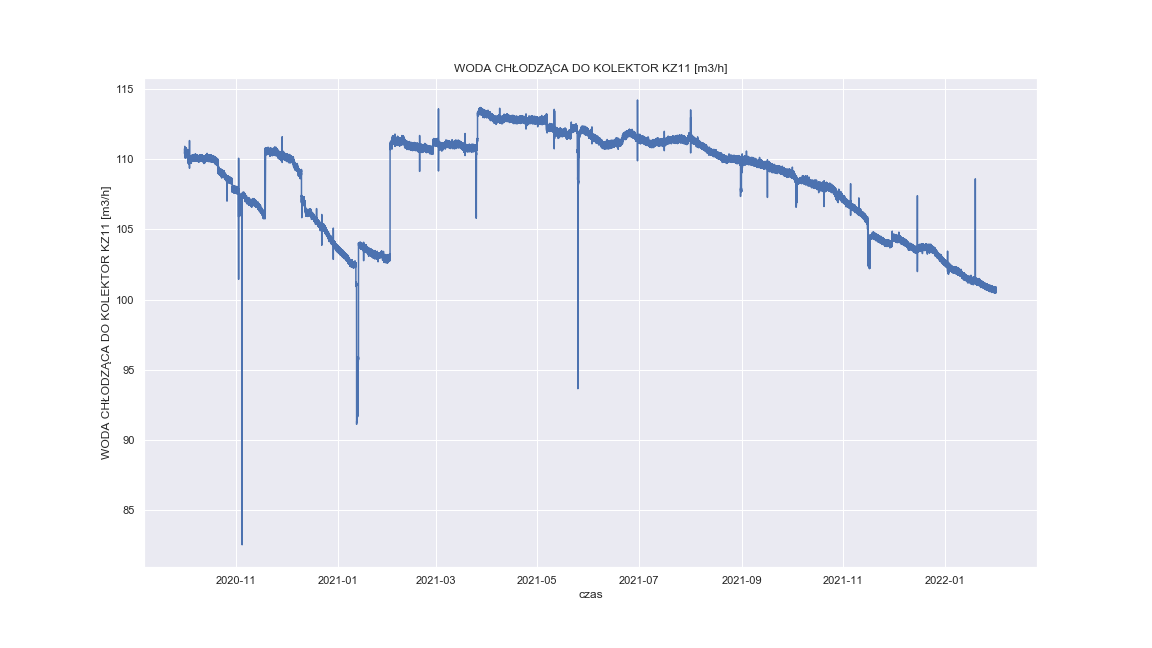 WODA CHŁODZĄCA DO KOLEKTOR KZ11 [m3/h]
WODA CHŁODZĄCA DO KOLEKTOR KZ11 [m3/h]
115
110
105
100
95
90
85
2020-11 2021-01 2021-03 2021-05 2021-07 2021-09 2021-11 2022-01
czas